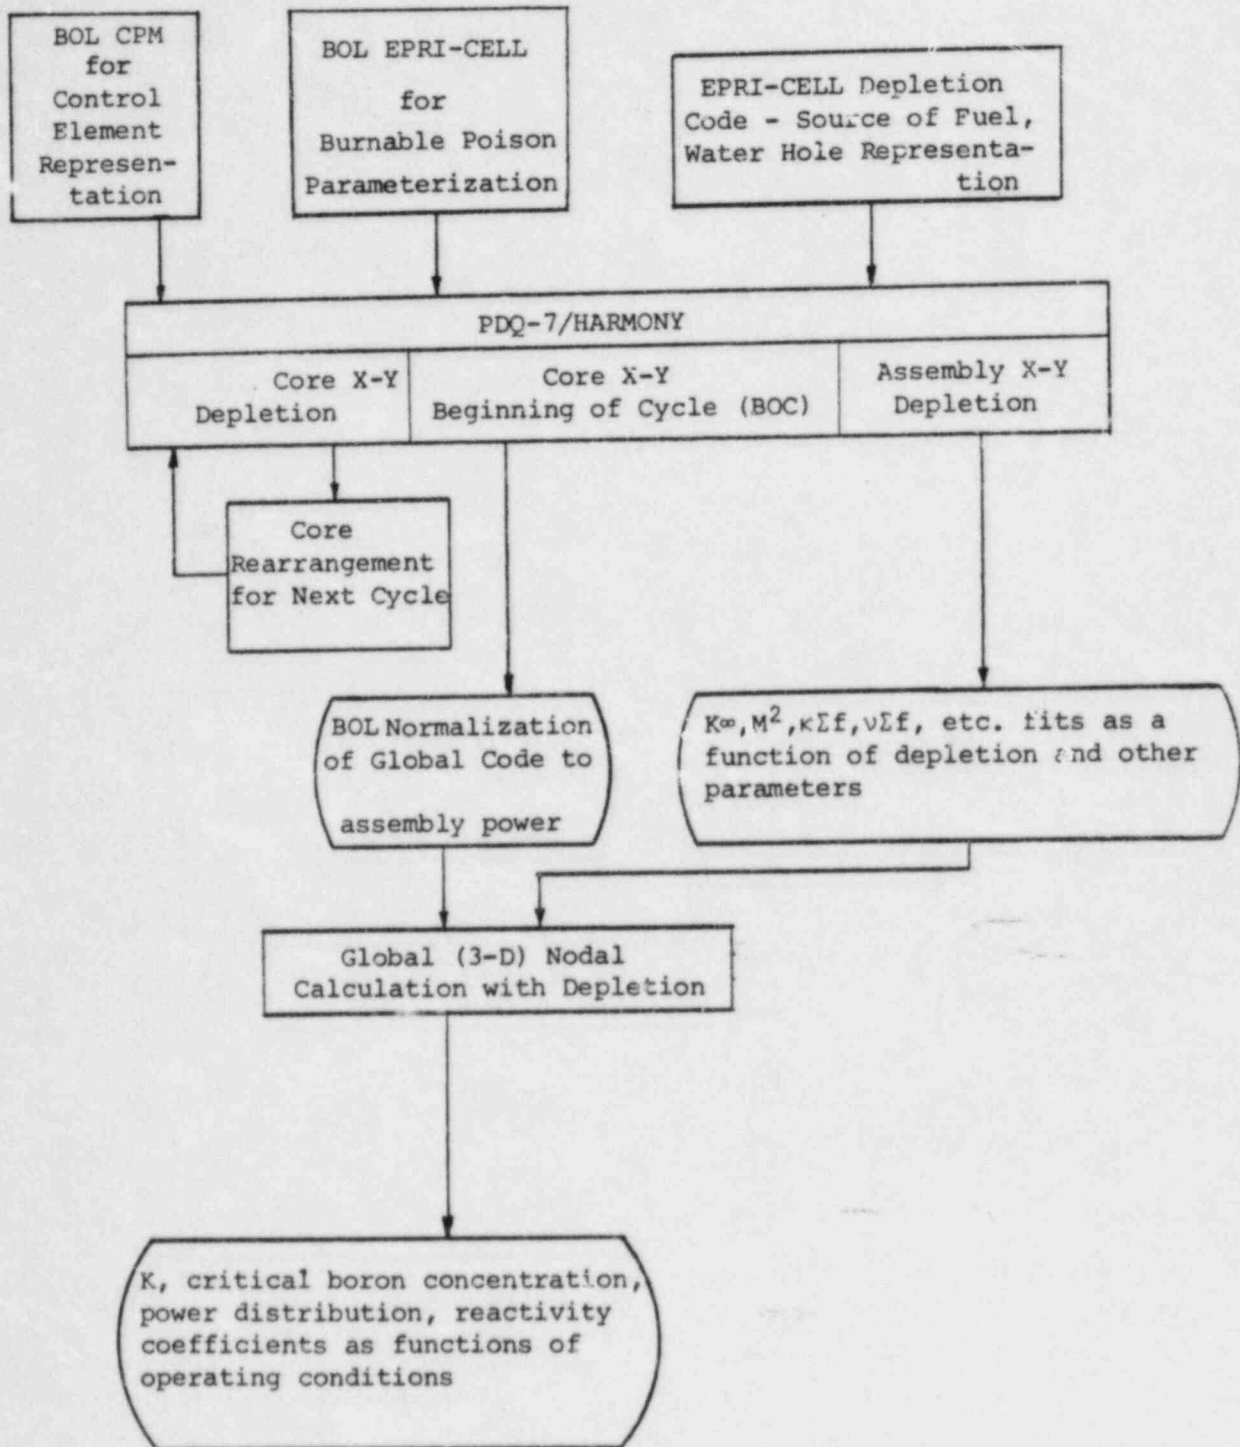 BOL CPM
for
Control
Element
Represen-
tation
BOL EPRI-CELL
for
Burnable Poison
Parameterization
EPRI-CELL Depletion
Code - Source of Fuel,
Water Hole Representa-
tion
PDQ-7/HARMONY
Core X-Y
Depletion
Core X-Y
Beginning of Cycle (BOC)
Assembly X-Y
Depletion
Core
Rearrangement
for Next Cycle
BOL Normalization
of Global Code to
assembly power
K∞,M²,κΣf,νΣf, etc. fits as a
function of depletion and other
parameters
Global (3-D) Nodal
Calculation with Depletion
K, critical boron concentration,
power distribution, reactivity
coefficients as functions of
operating conditions